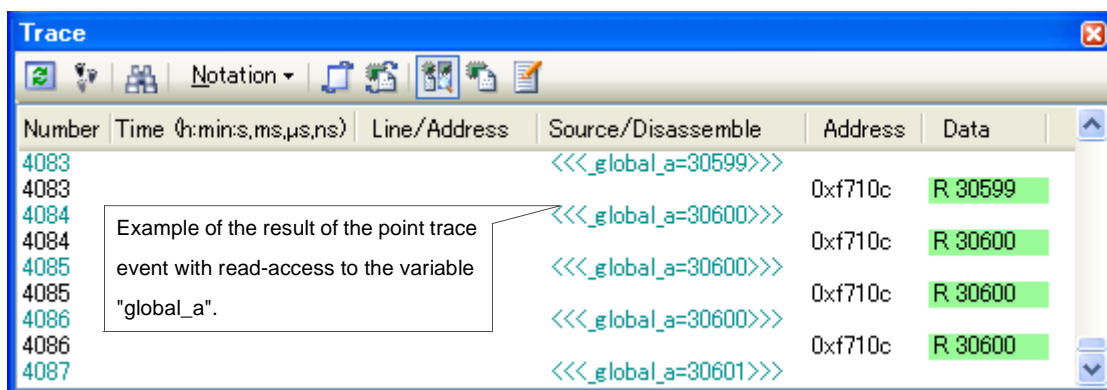 Trace
Notation
Number Time (h:min:s,ms,µs,ns) Line/Address Source/Disassemble Address Data
4083 <<<_global_a=30599>>>
4083 0xf710c R 30599
4084 <<<_global_a=30600>>>
4084 0xf710c R 30600
4085 <<<_global_a=30600>>>
4085 0xf710c R 30600
4086 <<<_global_a=30600>>>
4086 0xf710c R 30600
4087 <<<_global_a=30601>>>
Example of the result of the point trace
event with read-access to the variable
"global_a".